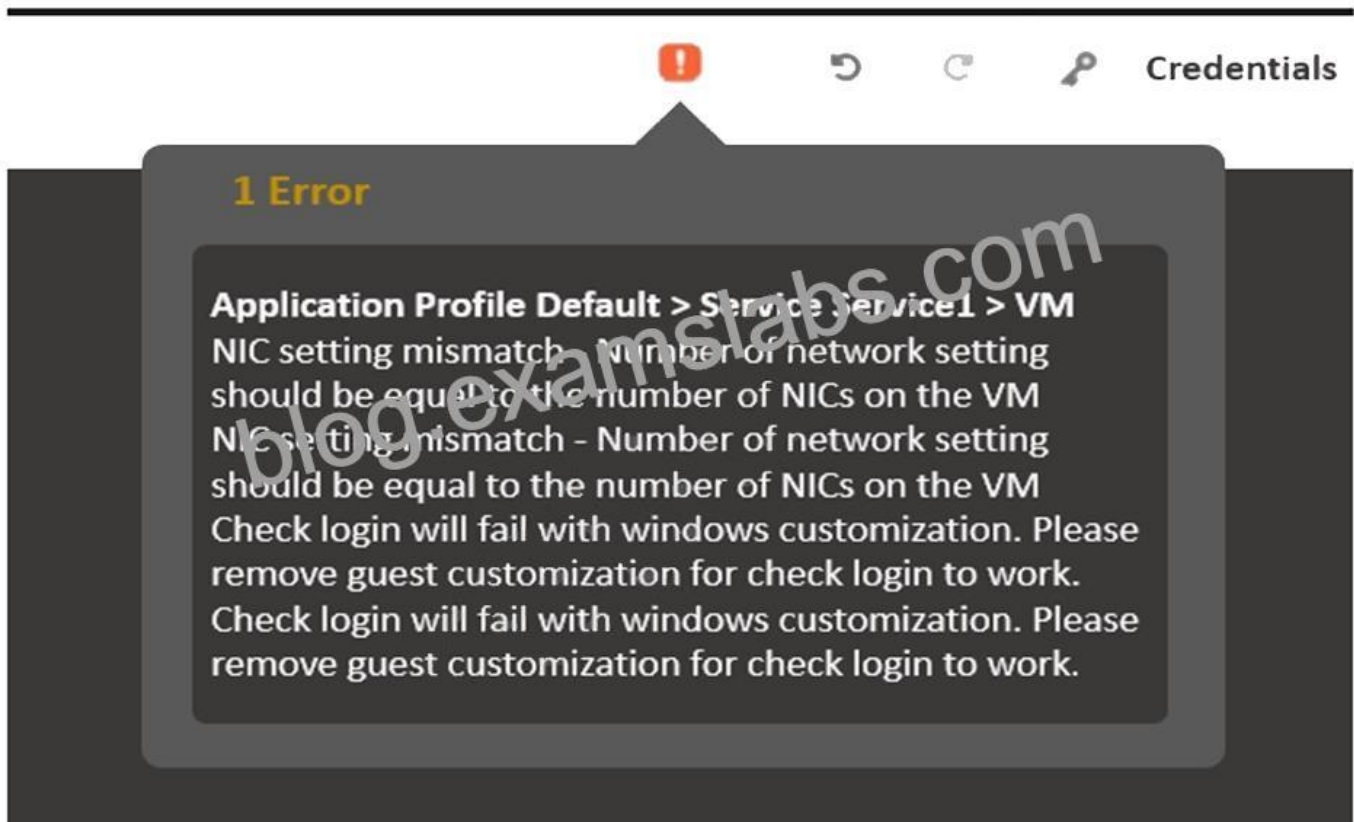 Credentials
1 Error
Application Profile Default > Service Service1 > VM
NIC setting mismatch - Number of network setting
should be equal to the number of NICs on the VM
NIC setting mismatch - Number of network setting
should be equal to the number of NICs on the VM
Check login will fail with windows customization. Please
remove guest customization for check login to work.
Check login will fail with windows customization. Please
remove guest customization for check login to work.
blog.examslabs.com